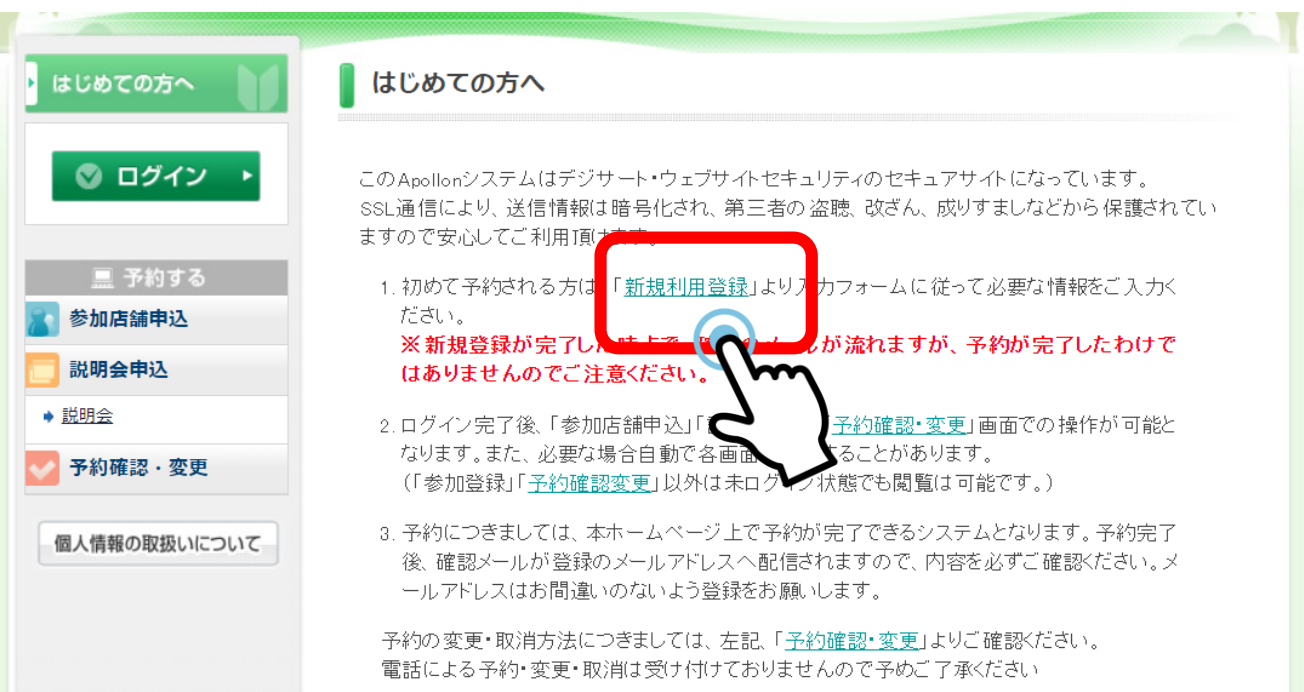 はじめての方へ
ログイン
予約する
参加店舗申込
説明会申込
説明会
予約確認・変更
個人情報の取扱いについて
はじめての方へ
このApollonシステムはデジサート・ウェブサイトセキュリティのセキュアサイトになっています。
SSL通信により、送信情報は暗号化され、第三者の盗聴、改ざん、成りすましなどから保護されてい
ますので安心してご利用頂けます。
1. 初めて予約される方は、「新規利用登録」より入力フォームに従って必要な情報をご入力く
ださい。
※新規登録が完了した時点で、 メールが流れますが、予約が完了したわけで
はありませんのでご注意ください。
2. ログイン完了後、「参加店舗申込」「 予約確認・変更」画面での操作が可能と
なります。また、必要な場合自動で各画面 ることがあります。
(「参加登録」「予約確認変更」以外は未ログイン状態でも閲覧は可能です。)
3. 予約につきましては、本ホームページ上で予約が完了できるシステムとなります。予約完了
後、確認メールが登録のメールアドレスへ配信されますので、内容を必ずご確認ください。メ
ールアドレスはお間違いのないよう登録をお願いします。
予約の変更・取消方法につきましては、左記、「予約確認・変更」よりご確認ください。
電話による予約・変更・取消は受け付けておりませんので予めご了承ください